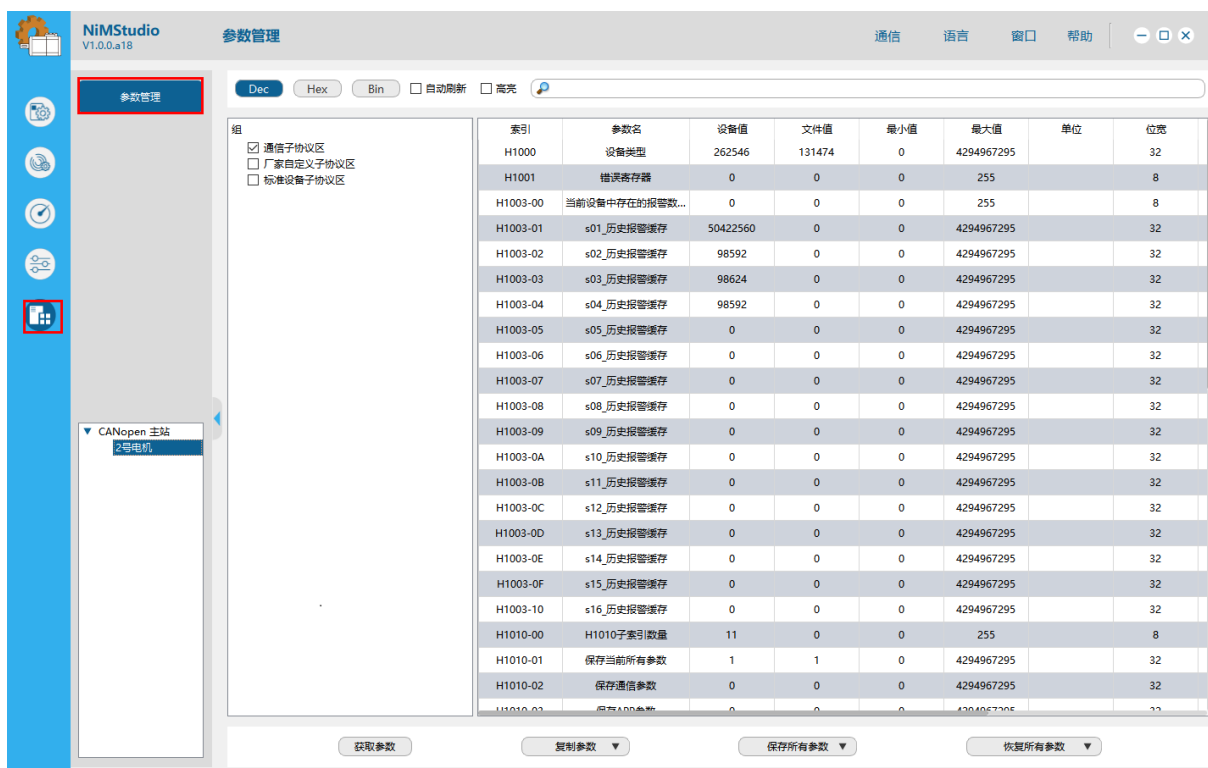 NiMStudio
V1.0.0.a18
参数管理 通信 语言 窗口 帮助
参数管理
Dec Hex Bin 自动刷新 高亮
组
通信子协议区
厂家自定义子协议区
标准设备子协议区
索引 参数名 设备值 文件值 最小值 最大值 单位 位宽
H1000 设备类型 262546 131474 0 4294967295 32
H1001 错误寄存器 0 0 0 255 8
H1003-00 当前设备中存在的报警数... 0 0 0 255 8
H1003-01 s01_历史报警缓存 50422560 0 0 4294967295 32
H1003-02 s02_历史报警缓存 98592 0 0 4294967295 32
H1003-03 s03_历史报警缓存 98624 0 0 4294967295 32
H1003-04 s04_历史报警缓存 98592 0 0 4294967295 32
H1003-05 s05_历史报警缓存 0 0 0 4294967295 32
H1003-06 s06_历史报警缓存 0 0 0 4294967295 32
H1003-07 s07_历史报警缓存 0 0 0 4294967295 32
H1003-08 s08_历史报警缓存 0 0 0 4294967295 32
H1003-09 s09_历史报警缓存 0 0 0 4294967295 32
H1003-0A s10_历史报警缓存 0 0 0 4294967295 32
H1003-0B s11_历史报警缓存 0 0 0 4294967295 32
H1003-0C s12_历史报警缓存 0 0 0 4294967295 32
H1003-0D s13_历史报警缓存 0 0 0 4294967295 32
H1003-0E s14_历史报警缓存 0 0 0 4294967295 32
H1003-0F s15_历史报警缓存 0 0 0 4294967295 32
H1003-10 s16_历史报警缓存 0 0 0 4294967295 32
H1010-00 H1010子索引数量 11 0 0 255 8
H1010-01 保存当前所有参数 1 1 0 4294967295 32
H1010-02 保存通信参数 0 0 0 4294967295 32
CANopen 主站
2号电机
获取参数 复制参数 保存所有参数 恢复所有参数